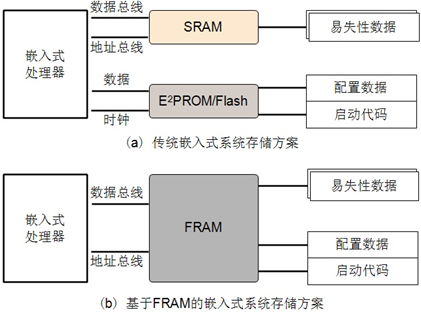 数据总线
SRAM
易失性数据
地址总线
嵌入式
处理器
数据
E²PROM/Flash
配置数据
启动代码
时钟
(a) 传统嵌入式系统存储方案
数据总线
易失性数据
嵌入式
处理器
FRAM
地址总线
配置数据
启动代码
(b) 基于FRAM的嵌入式系统存储方案